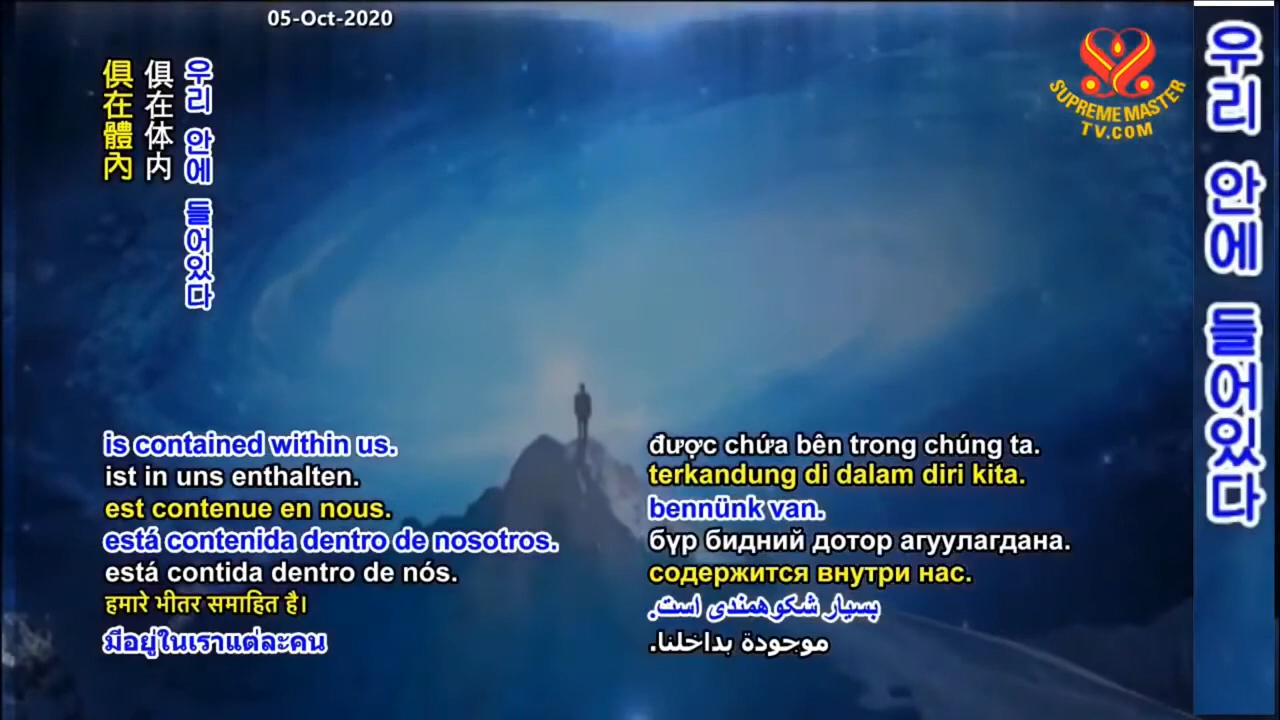 05-Oct-2020
SUPREME MASTER
TV.COM
俱在體內
俱在体内
우리 안에 들어있다
우리 안에 들어있다
is contained within us.
ist in uns enthalten.
est contenue en nous.
está contenida dentro de nosotros.
está contida dentro de nós.
हमारे भीतर समाहित है।
มีอยู่ในเราแต่ละคน
được chứa bên trong chúng ta.
terkandung di dalam diri kita.
bennünk van.
бүр бидний дотор агуулагдана.
содержится внутри нас.
بسیار شکوهمندی است.
موجودة بداخلنا.